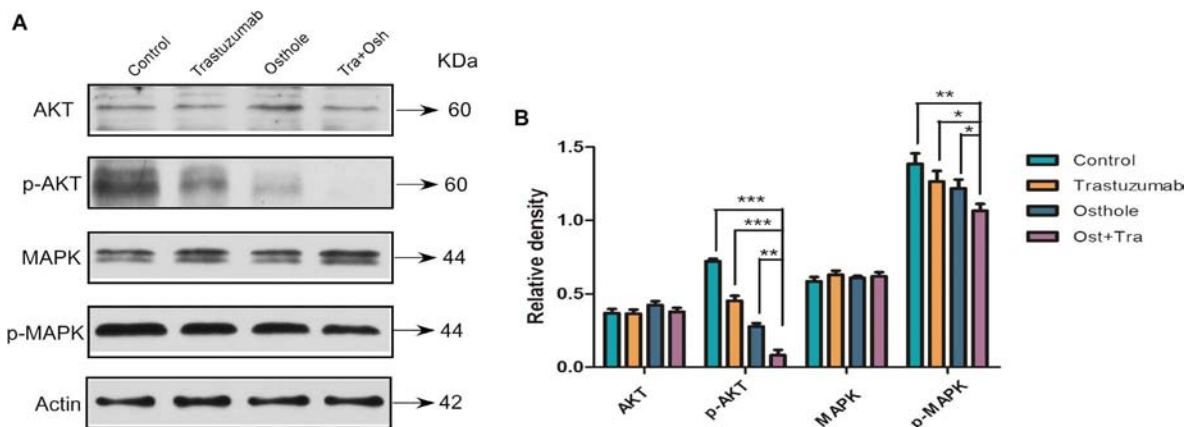 A
Control Trastuzumab Osthole Tra+Osh KDa
AKT 60
p-AKT 60
MAPK 44
p-MAPK 44
Actin 42
B
Relative density
1.5
1.0
0.5
0.0
***
***
**
**
*
*
AKT p-AKT MAPK p-MAPK
Control
Trastuzumab
Osthole
Ost+Tra